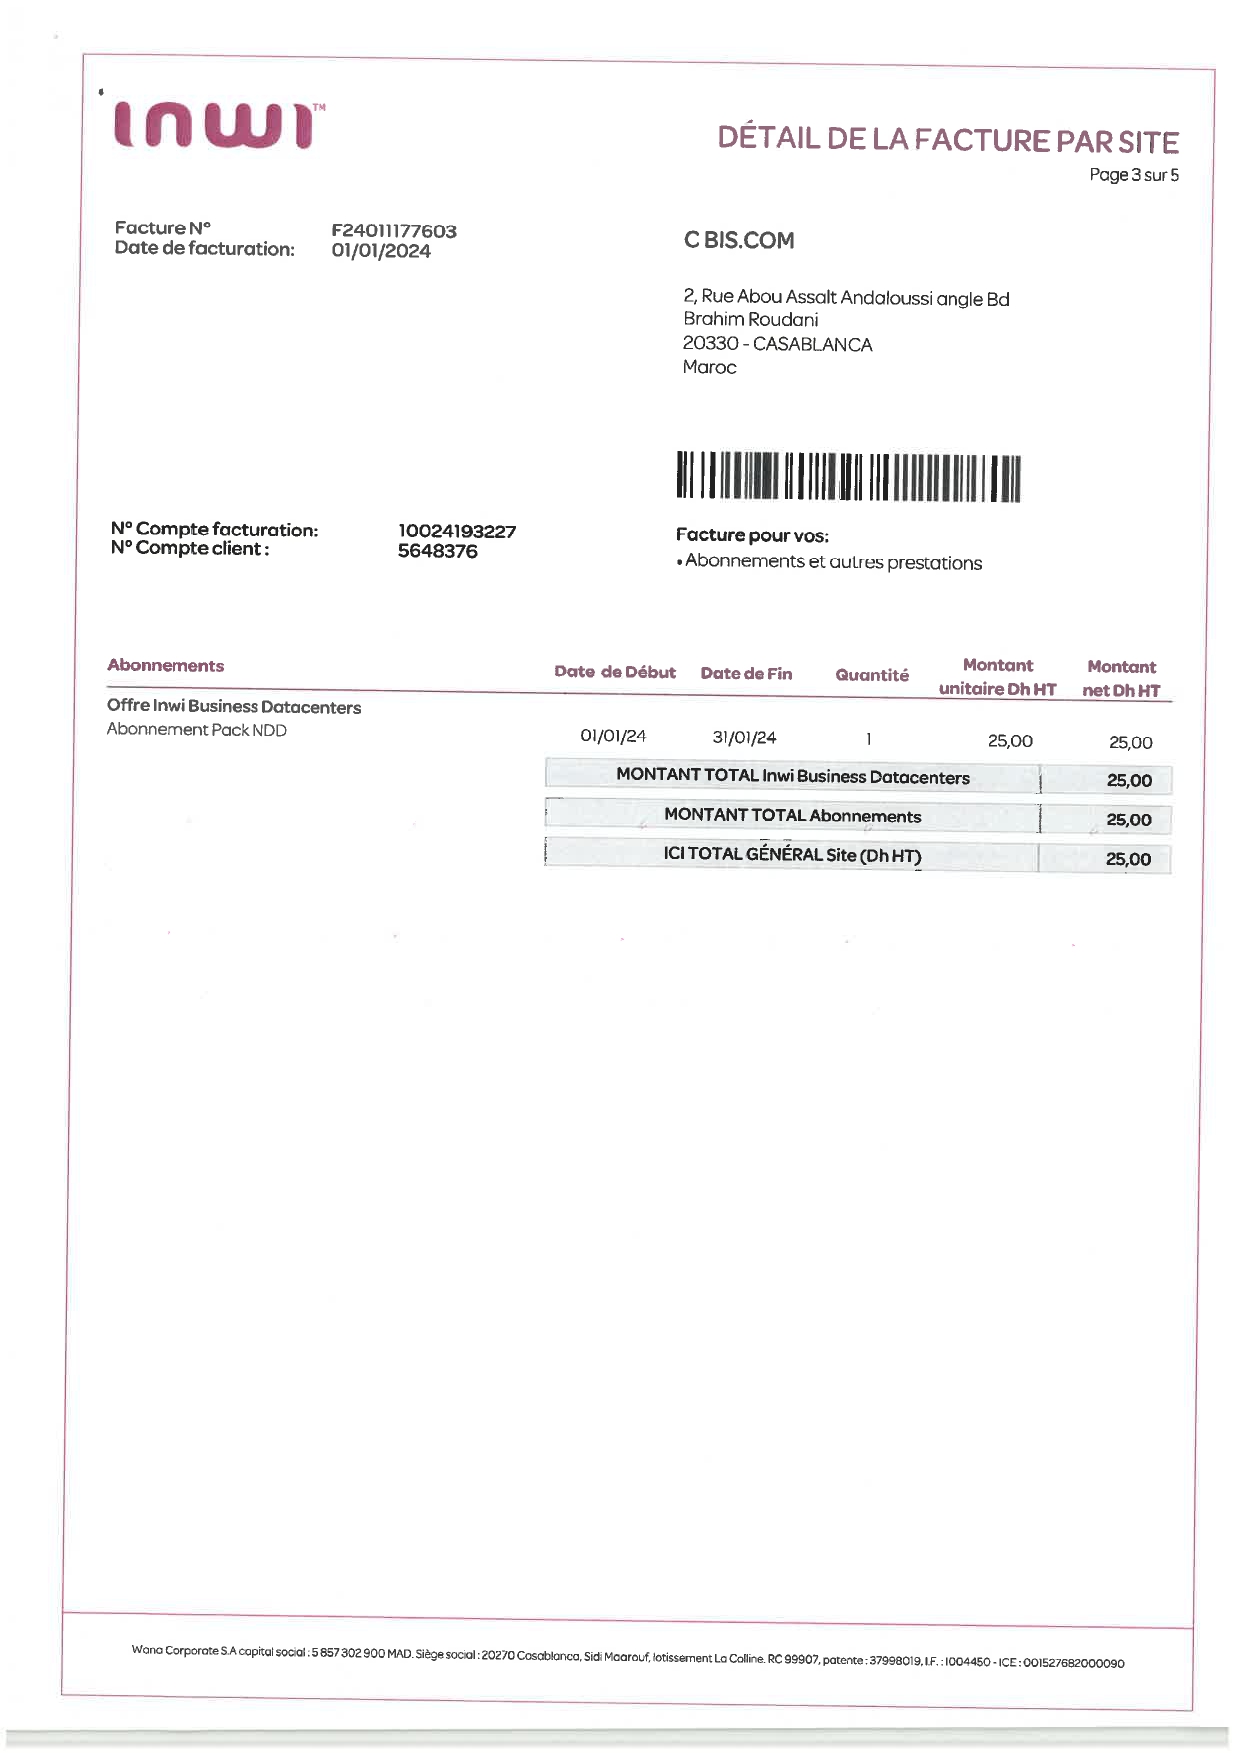 inwi™
DÉTAIL DE LA FACTURE PAR SITE
Page 3 sur 5
Facture N° F24011177603
Date de facturation: 01/01/2024
C BIS.COM
2, Rue Abou Assalt Andaloussi angle Bd
Brahim Roudani
20330 - CASABLANCA
Maroc
N° Compte facturation: 10024193227
N° Compte client : 5648376
Facture pour vos:
• Abonnements et autres prestations
Abonnements Date de Début Date de Fin Quantité Montant unitaire Dh HT Montant net Dh HT
Offre Inwi Business Datacenters
Abonnement Pack NDD 01/01/24 31/01/24 1 25,00 25,00
MONTANT TOTAL Inwi Business Datacenters 25,00
MONTANT TOTAL Abonnements 25,00
ICI TOTAL GÉNÉRAL Site (Dh HT) 25,00
Wana Corporate S.A capital social : 5 857 302 900 MAD. Siège social : 20270 Casablanca, Sidi Maarouf, lotissement La Colline. RC 99907, patente : 37998019, I.F. : 1004450 - ICE : 001527682000090